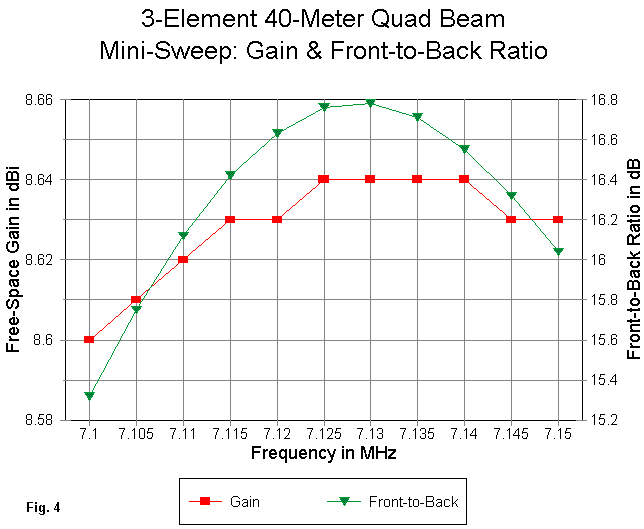 3-Element 40-Meter Quad Beam
Mini-Sweep: Gain & Front-to-Back Ratio
Free-Space Gain in dBi
8.66
8.64
8.62
8.6
8.58
16.8
16.6
16.4
16.2
16
15.8
15.6
15.4
15.2
Front-to-Back Ratio in dB
7.1 7.105 7.11 7.115 7.12 7.125 7.13 7.135 7.14 7.145 7.15
Frequency in MHz
Gain Front-to-Back
Fig. 4